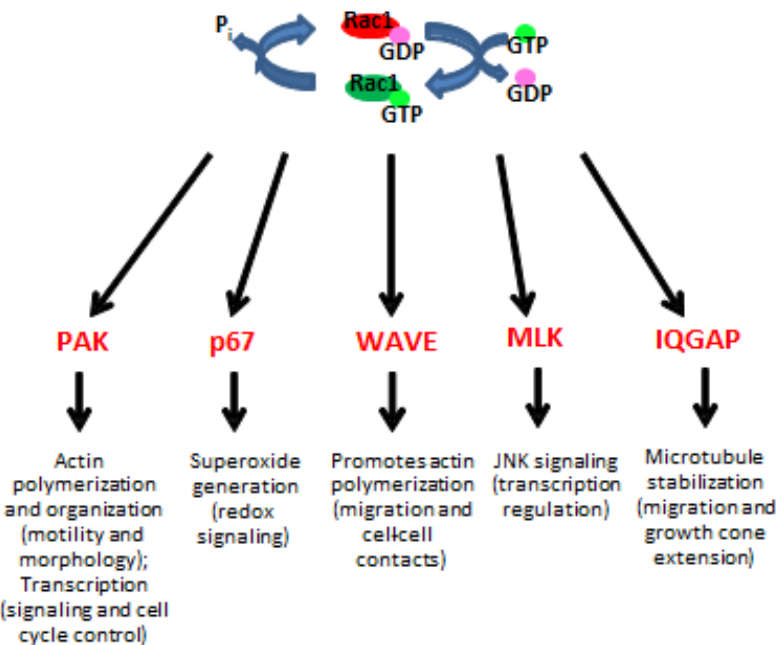 Pi
Rac1
GDP
GTP
Rac1
GTP
GDP
PAK
p67
WAVE
MLK
IQGAP
Actin
polymerization
and organization
(motility and
morphology);
Transcription
(signaling and cell
cycle control)
Superoxide
generation
(redox
signaling)
Promotes actin
polymerization
(migration and
cell-cell
contacts)
JNK signaling
(transcription
regulation)
Microtubule
stabilization
(migration and
growth cone
extension)